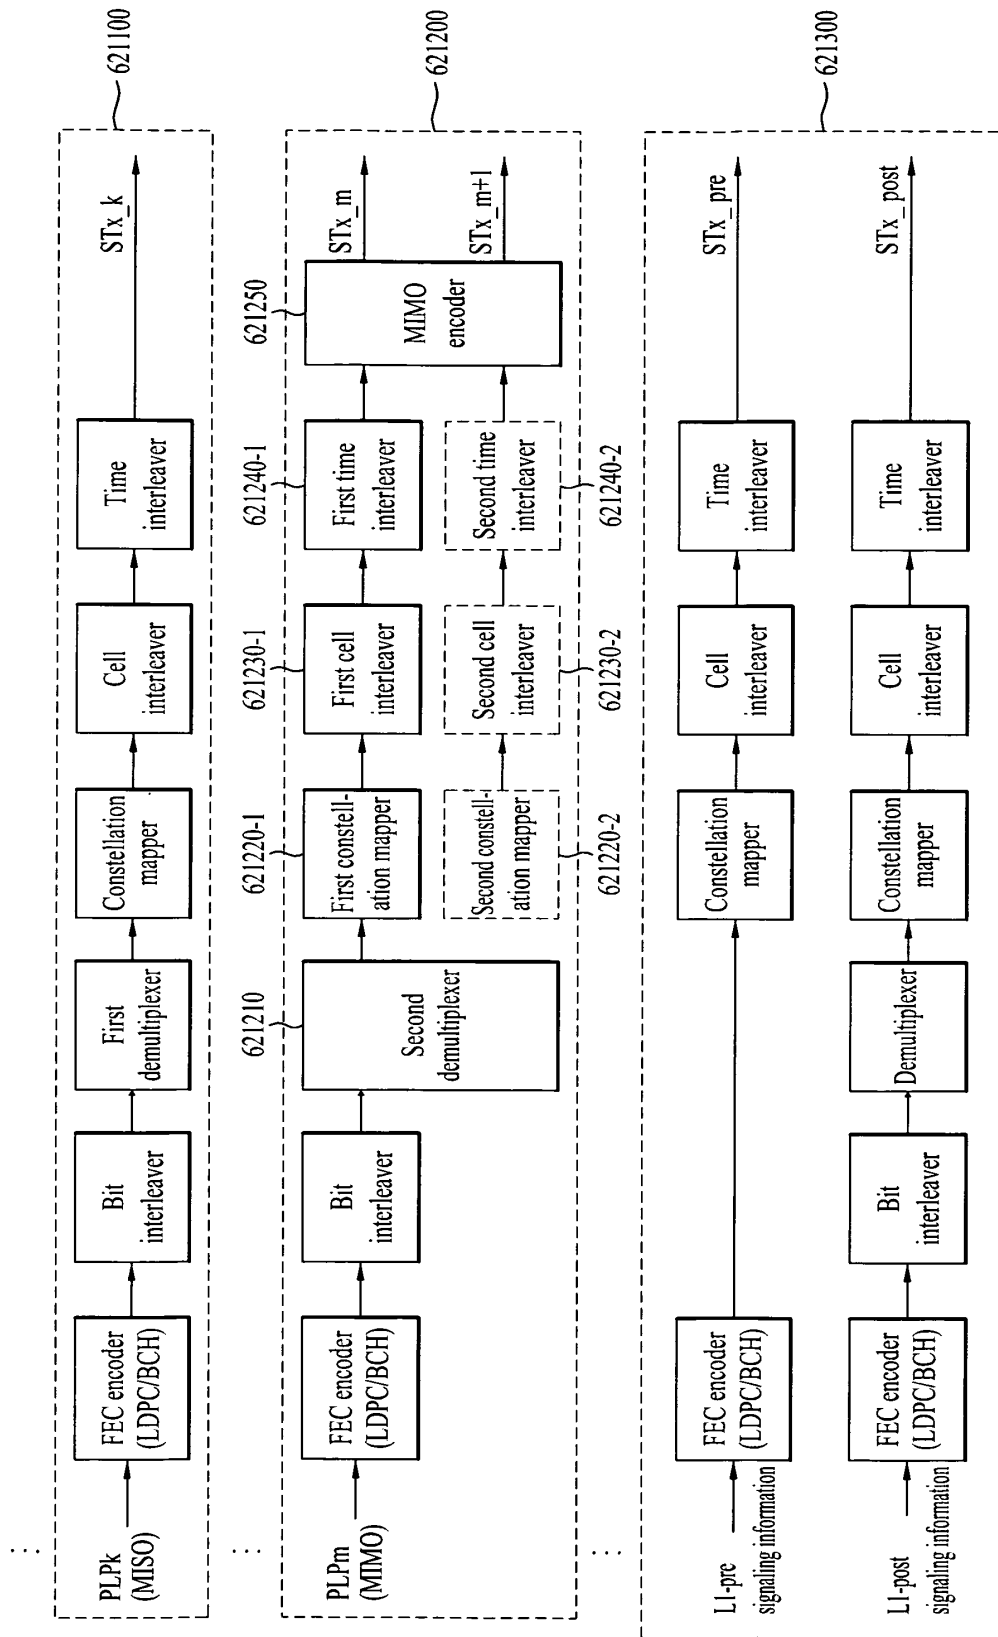 621100
PLPk
(MISO)
FEC encoder
(LDPC/BCH)
Bit
interleaver
First
demultiplexer
Constellation
mapper
Cell
interleaver
Time
interleaver
STx_k
621200
PLPm
(MIMO)
FEC encoder
(LDPC/BCH)
Bit
interleaver
621210
Second
demultiplexer
621220-1
First constell-
ation mapper
621230-1
First cell
interleaver
621240-1
First time
interleaver
621250
MIMO
encoder
STx_m
STx_m+1
Second constell-
ation mapper
621220-2
Second cell
interleaver
621230-2
Second time
interleaver
621240-2
621300
L1-pre
signaling information
FEC encoder
(LDPC/BCH)
Constellation
mapper
Cell
interleaver
Time
interleaver
STx_pre
L1-post
signaling information
FEC encoder
(LDPC/BCH)
Bit
interleaver
Demultiplexer
Constellation
mapper
Cell
interleaver
Time
interleaver
STx_post